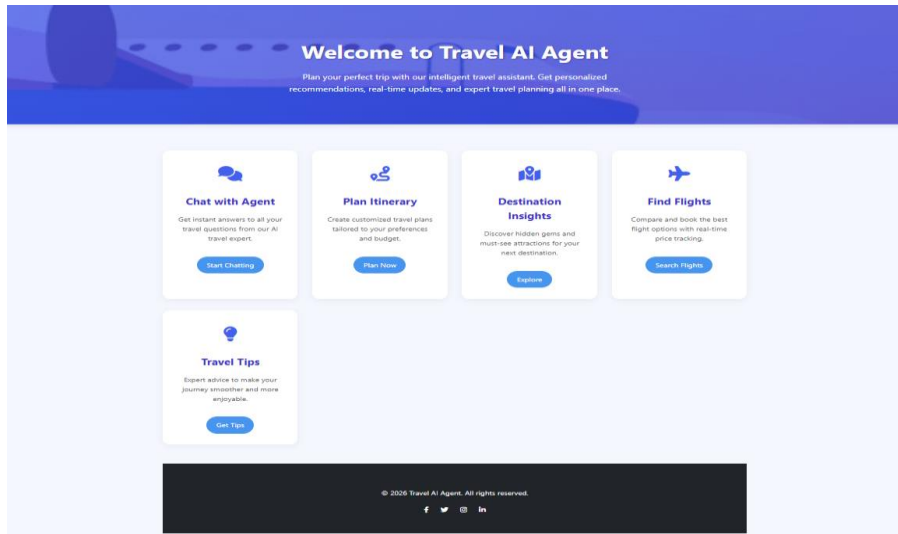 Welcome to Travel AI Agent
Plan your perfect trip with our intelligent travel assistant. Get personalized
recommendations, real-time updates, and expert travel planning all in one place.
Chat with Agent
Get instant answers to all your
travel questions from our AI
travel expert.
Start Chatting
Plan Itinerary
Create customized travel plans
tailored to your preferences
and budget.
Plan Now
Destination
Insights
Discover hidden gems and
must-see attractions for your
next destination.
Explore
Find Flights
Compare and book the best
flight options with real-time
price tracking.
Search Flights
Travel Tips
Expert advice to make your
journey smoother and more
enjoyable.
Get Tips
© 2026 Travel AI Agent. All rights reserved.